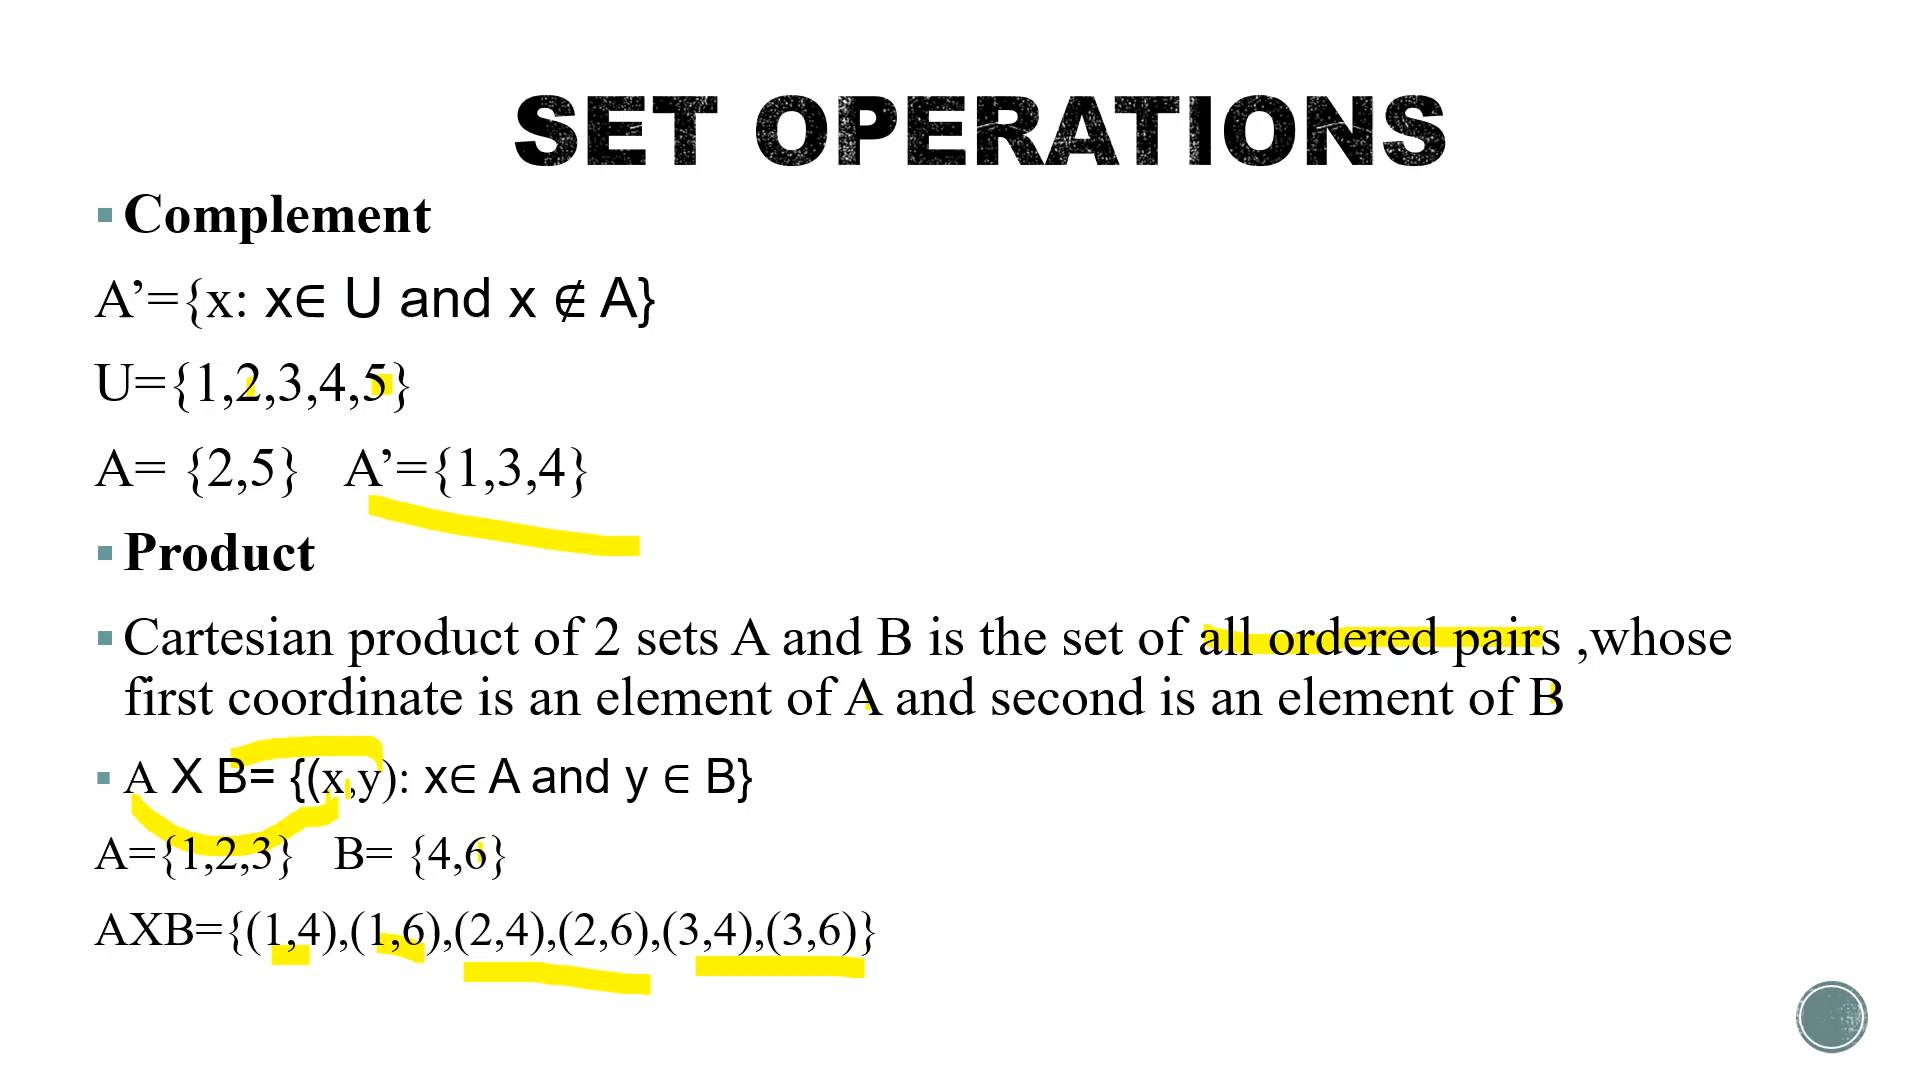 SET OPERATIONS
▪ Complement
A’={x: x∈ U and x ∉ A}
U={1,2,3,4,5}
A= {2,5} A’={1,3,4}
▪ Product
▪ Cartesian product of 2 sets A and B is the set of all ordered pairs ,whose
first coordinate is an element of A and second is an element of B
▪ A X B= {(x,y): x∈ A and y ∈ B}
A={1,2,3} B= {4,6}
AXB={(1,4),(1,6),(2,4),(2,6),(3,4),(3,6)}